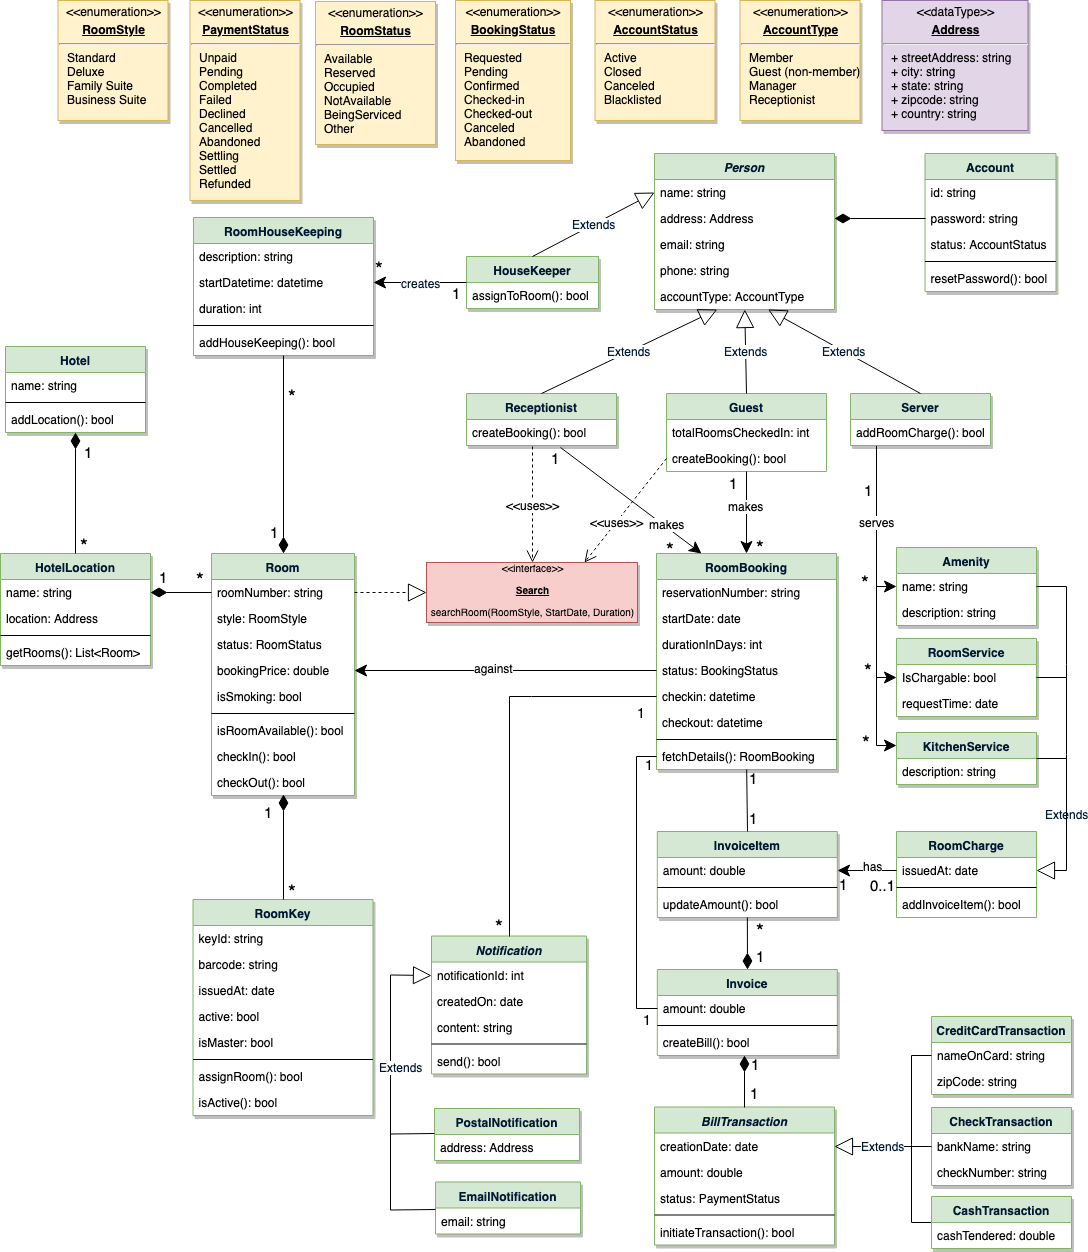 <<enumeration>>
RoomStyle
Standard
Deluxe
Family Suite
Business Suite
<<enumeration>>
PaymentStatus
Unpaid
Pending
Completed
Failed
Declined
Cancelled
Abandoned
Settling
Settled
Refunded
<<enumeration>>
RoomStatus
Available
Reserved
Occupied
NotAvailable
BeingServiced
Other
<<enumeration>>
BookingStatus
Requested
Pending
Confirmed
Checked-in
Checked-out
Canceled
Abandoned
<<enumeration>>
AccountStatus
Active
Closed
Canceled
Blacklisted
<<enumeration>>
AccountType
Member
Guest (non-member)
Manager
Receptionist
<<dataType>>
Address
+ streetAddress: string
+ city: string
+ state: string
+ zipcode: string
+ country: string
Person
name: string
address: Address
email: string
phone: string
accountType: AccountType
Account
id: string
password: string
status: AccountStatus
resetPassword(): bool
Extends
RoomHouseKeeping
description: string
startDatetime: datetime
duration: int
addHouseKeeping(): bool
*
creates
1
HouseKeeper
assignToRoom(): bool
Hotel
name: string
addLocation(): bool
1
*
*
1
Extends
Extends
Extends
Receptionist
createBooking(): bool
Guest
totalRoomsCheckedIn: int
createBooking(): bool
Server
addRoomCharge(): bool
1
<<uses>>
<<uses>>
makes
*
1
makes
*
1
serves
*
*
*
HotelLocation
name: string
location: Address
getRooms(): List<Room>
1
*
Room
roomNumber: string
style: RoomStyle
status: RoomStatus
bookingPrice: double
isSmoking: bool
isRoomAvailable(): bool
checkIn(): bool
checkOut(): bool
<<interface>>
Search
searchRoom(RoomStyle, StartDate, Duration)
RoomBooking
reservationNumber: string
startDate: date
durationInDays: int
status: BookingStatus
checkin: datetime
checkout: datetime
fetchDetails(): RoomBooking
against
1
1
1
1
Amenity
name: string
description: string
RoomService
IsChargable: bool
requestTime: date
KitchenService
description: string
Extends
1
*
InvoiceItem
amount: double
updateAmount(): bool
1
has
0..1
RoomCharge
issuedAt: date
addInvoiceItem(): bool
RoomKey
keyId: string
barcode: string
issuedAt: date
active: bool
isMaster: bool
assignRoom(): bool
isActive(): bool
*
Notification
notificationId: int
createdOn: date
content: string
send(): bool
Extends
*
1
Invoice
amount: double
createBill(): bool
1
1
1
PostalNotification
address: Address
EmailNotification
email: string
BillTransaction
creationDate: date
amount: double
status: PaymentStatus
initiateTransaction(): bool
Extends
CreditCardTransaction
nameOnCard: string
zipCode: string
CheckTransaction
bankName: string
checkNumber: string
CashTransaction
cashTendered: double